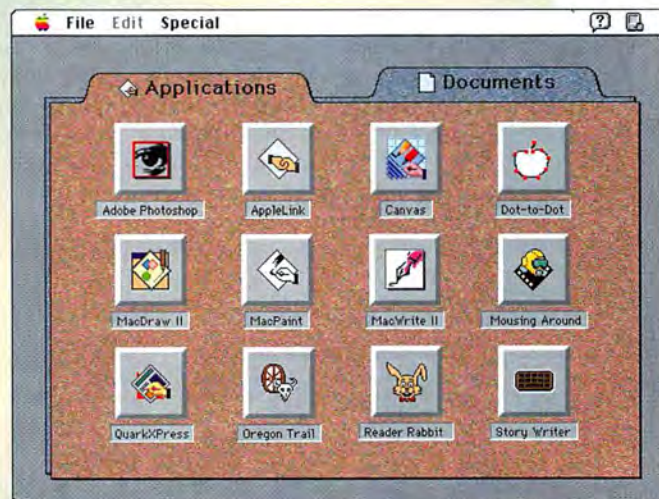 File Edit Special
Applications Documents
Adobe Photoshop AppleLink Canvas Dot-to-Dot
MacDraw II MacPaint MacWrite II Mousing Around
QuarkXPress Oregon Trail Reader Rabbit Story Writer